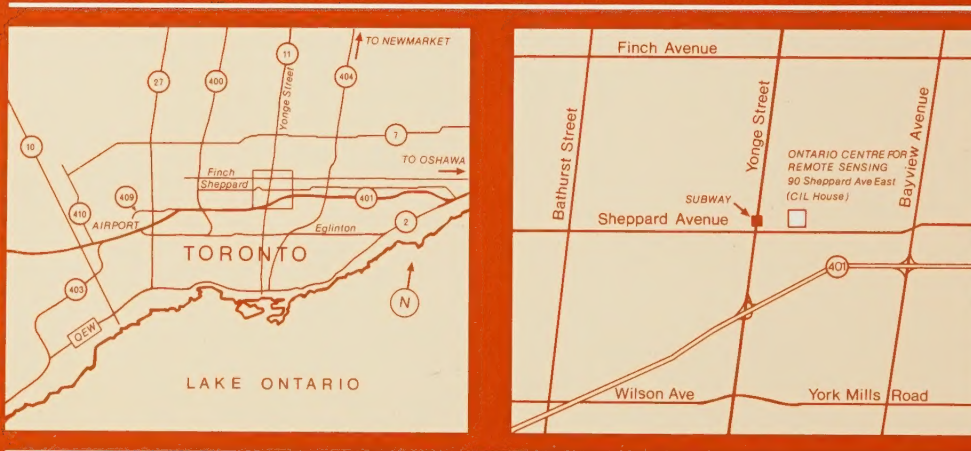 TO NEWMARKET
11
27
400
404
Yonge Street
10
7
TO OSHAWA
Finch
Sheppard
409
401
410
AIRPORT
2
Eglinton
TORONTO
403
N
QEW
LAKE ONTARIO
Finch Avenue
Bathurst Street
Yonge Street
Bayview Avenue
ONTARIO CENTRE FOR
REMOTE SENSING
90 Sheppard Ave East
(CIL House)
SUBWAY
Sheppard Avenue
401
Wilson Ave
York Mills Road